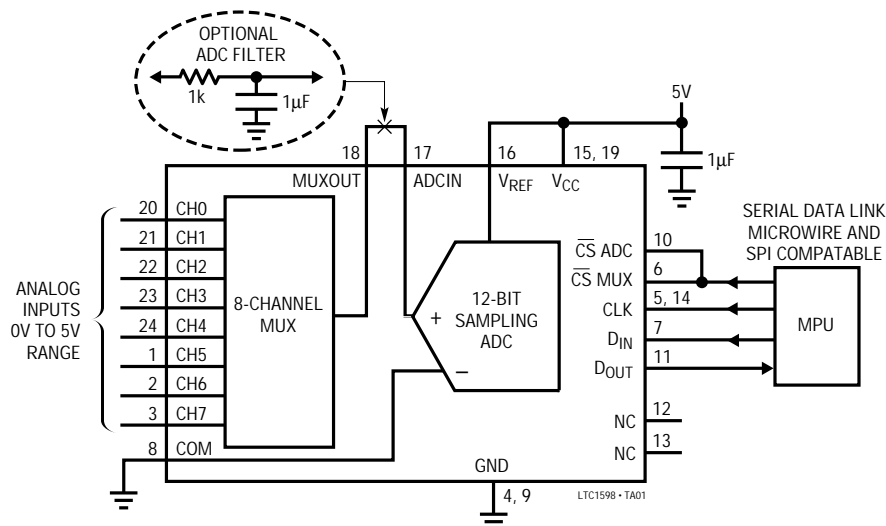 OPTIONAL
ADC FILTER
1k
1µF
5V
1µF
18
17
16
15, 19
MUXOUT
ADCIN
VREF
VCC
20
CH0
21
CH1
22
CH2
23
CH3
24
CH4
1
CH5
2
CH6
3
CH7
8
COM
ANALOG
INPUTS
0V TO 5V
RANGE
8-CHANNEL
MUX
+
12-BIT
SAMPLING
ADC
–
CS ADC
10
CS MUX
6
CLK
5, 14
DIN
7
DOUT
11
NC
12
NC
13
SERIAL DATA LINK
MICROWIRE AND
SPI COMPATABLE
MPU
GND
4, 9
LTC1598 • TA01